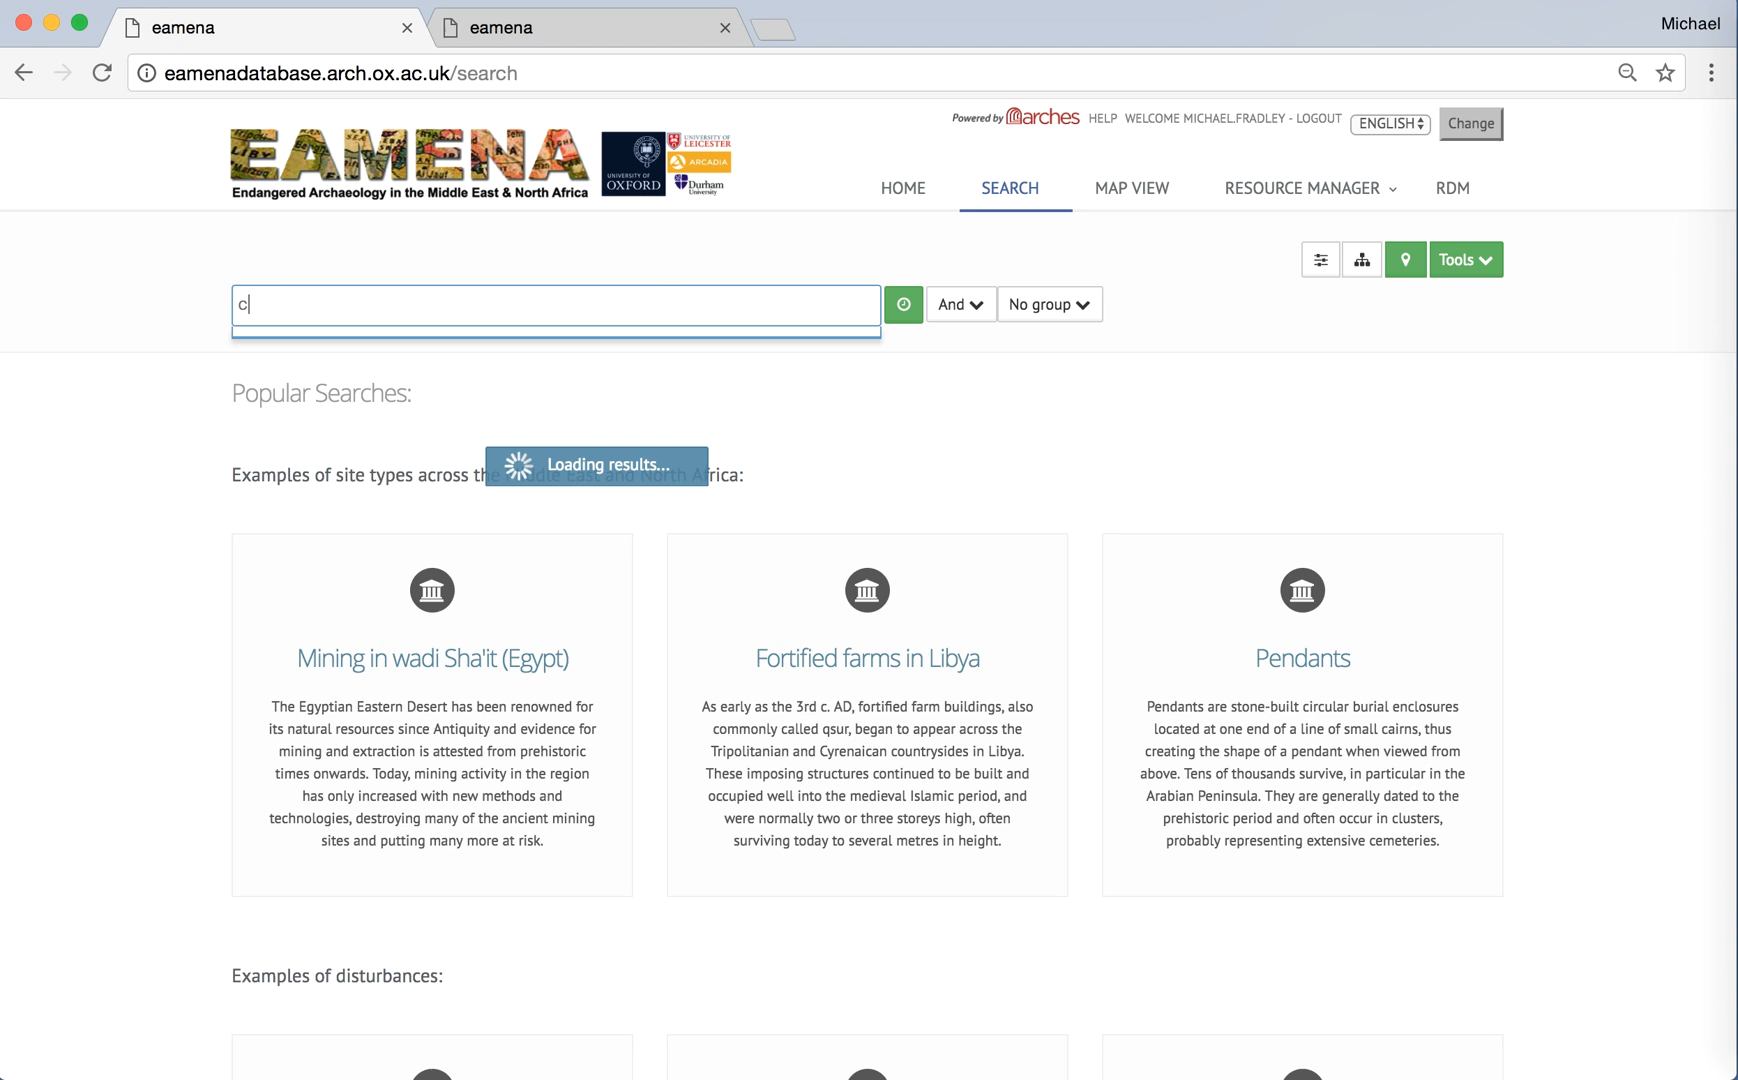 eamena
eamena
Michael
eamenadatabase.arch.ox.ac.uk/search
Powered by arches HELP WELCOME MICHAEL.FRADLEY - LOGOUT ENGLISH Change
EAMENA
Endangered Archaeology in the Middle East & North Africa
UNIVERSITY OF
OXFORD
UNIVERSITY OF
LEICESTER
ARCADIA
Durham
University
HOME SEARCH MAP VIEW RESOURCE MANAGER RDM
Tools
c
And No group
Popular Searches:
Loading results...
Examples of site types across the Middle East and North Africa:
Mining in wadi Sha'it (Egypt)
The Egyptian Eastern Desert has been renowned for
its natural resources since Antiquity and evidence for
mining and extraction is attested from prehistoric
times onwards. Today, mining activity in the region
has only increased with new methods and
technologies, destroying many of the ancient mining
sites and putting many more at risk.
Fortified farms in Libya
As early as the 3rd c. AD, fortified farm buildings, also
commonly called qsur, began to appear across the
Tripolitanian and Cyrenaican countrysides in Libya.
These imposing structures continued to be built and
occupied well into the medieval Islamic period, and
were normally two or three storeys high, often
surviving today to several metres in height.
Pendants
Pendants are stone-built circular burial enclosures
located at one end of a line of small cairns, thus
creating the shape of a pendant when viewed from
above. Tens of thousands survive, in particular in the
Arabian Peninsula. They are generally dated to the
prehistoric period and often occur in clusters,
probably representing extensive cemeteries.
Examples of disturbances: